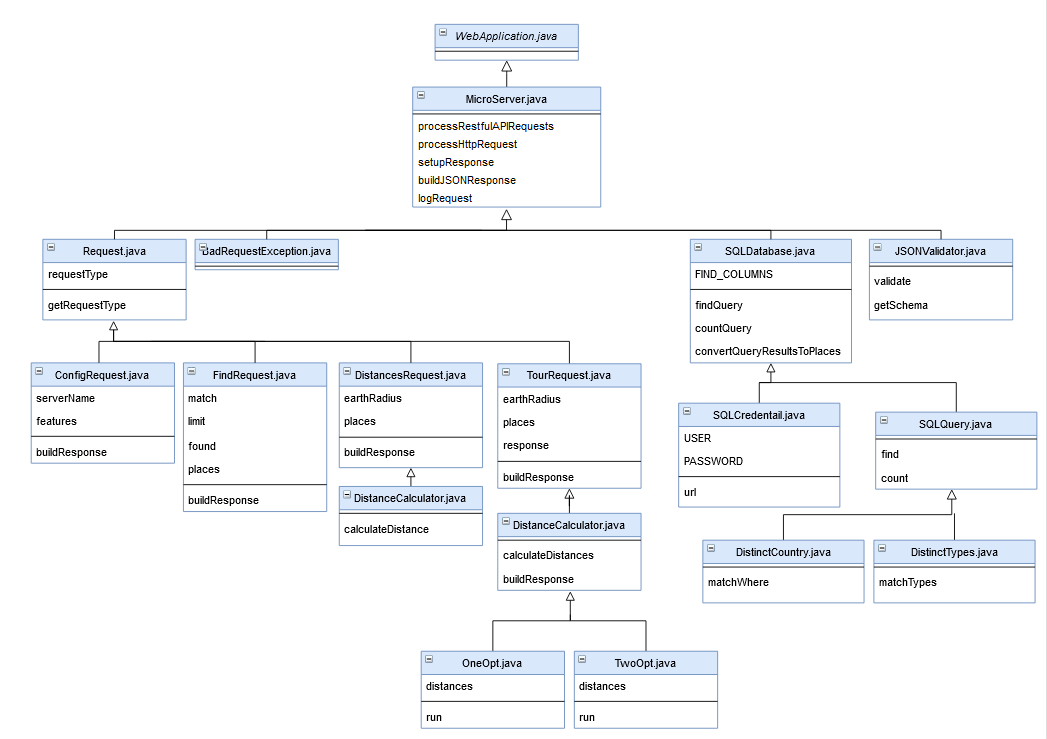 WebApplication.java
MicroServer.java
processRestfulAPIRequests
processHttpRequest
setupResponse
buildJSONResponse
logRequest
Request.java
requestType
getRequestType
BadRequestException.java
SQLDatabase.java
FIND_COLUMNS
findQuery
countQuery
convertQueryResultsToPlaces
JSONValidator.java
validate
getSchema
ConfigRequest.java
serverName
features
buildResponse
FindRequest.java
match
limit
found
places
buildResponse
DistancesRequest.java
earthRadius
places
buildResponse
TourRequest.java
earthRadius
places
response
buildResponse
DistanceCalculator.java
calculateDistance
DistanceCalculator.java
calculateDistances
buildResponse
SQLCredentail.java
USER
PASSWORD
url
SQLQuery.java
find
count
DistinctCountry.java
matchWhere
DistinctTypes.java
matchTypes
OneOpt.java
distances
run
TwoOpt.java
distances
run